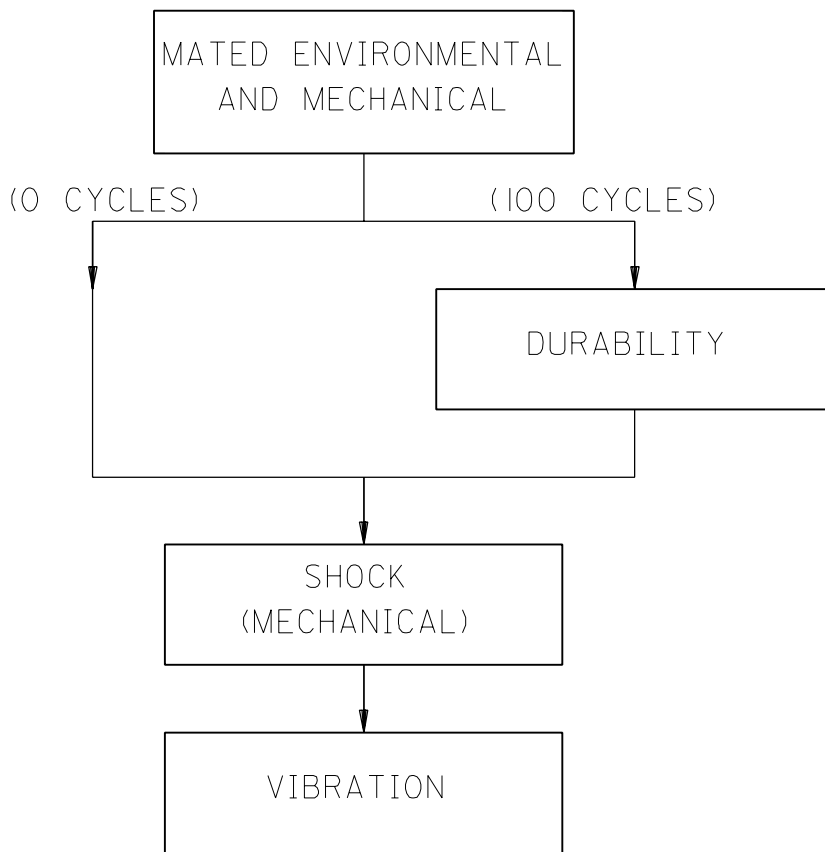 MATED ENVIRONMENTAL
AND MECHANICAL
(0 CYCLES)
(100 CYCLES)
DURABILITY
SHOCK
(MECHANICAL)
VIBRATION